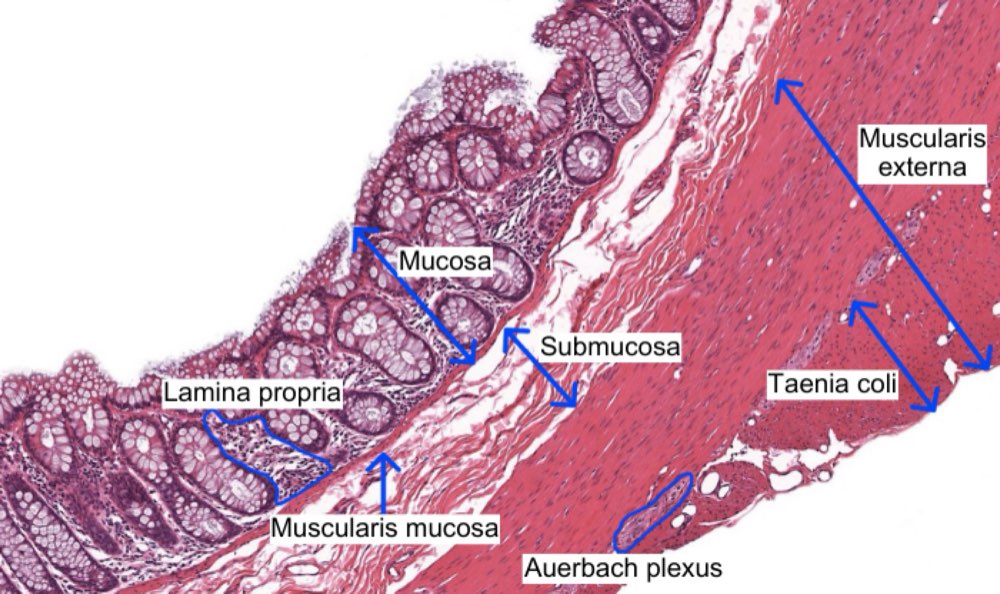 Muscularis
externa
Mucosa
Submucosa
Taenia coli
Lamina propria
Muscularis mucosa
Auerbach plexus